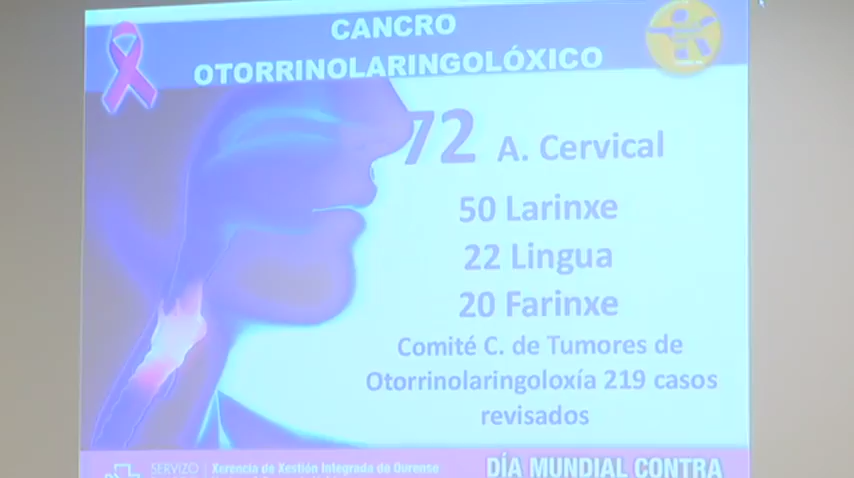 CANCRO
OTORRINOLARINGOLÓXICO
72 A. Cervical
50 Larinxe
22 Lingua
20 Farinxe
Comité C. de Tumores de
Otorrinolaringoloxía 219 casos
revisados
SERVIZO
Xerencia de Xestión Integrada de Ourense
DÍA MUNDIAL CONTRA